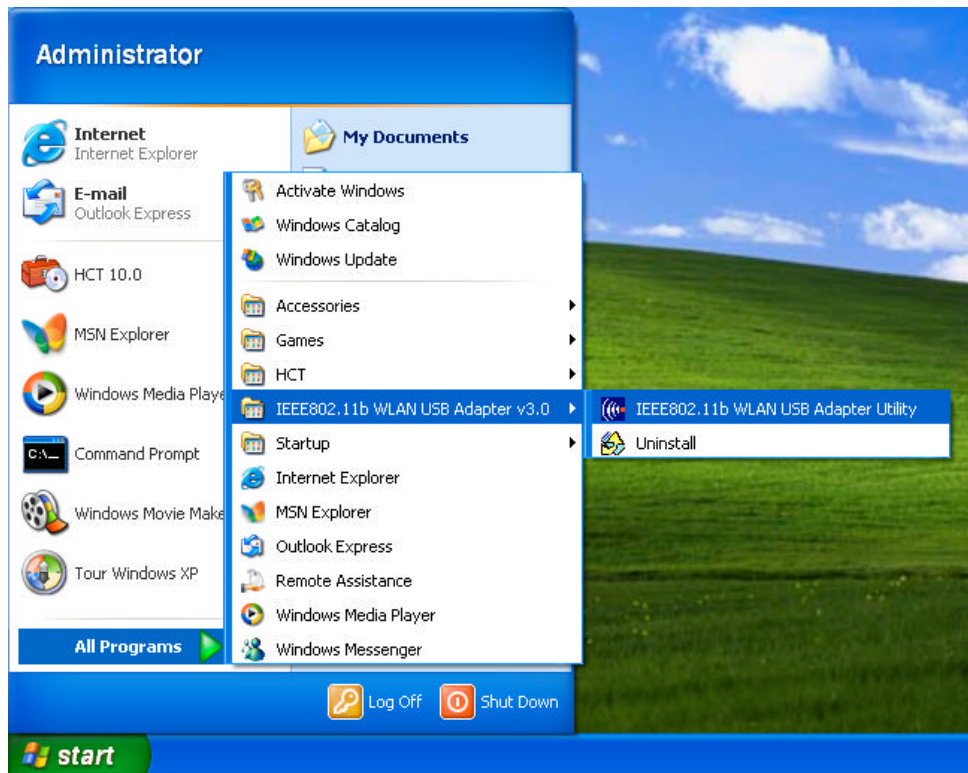 Administrator
Internet
Internet Explorer
E-mail
Outlook Express
HCT 10.0
MSN Explorer
Windows Media Playe
C:\_
Command Prompt
Windows Movie Make
Tour Windows XP
All Programs
My Documents
Activate Windows
Windows Catalog
Windows Update
Accessories
Games
HCT
IEEE802.11b WLAN USB Adapter v3.0
Startup
Internet Explorer
MSN Explorer
Outlook Express
Remote Assistance
Windows Media Player
Windows Messenger
IEEE802.11b WLAN USB Adapter Utility
Uninstall
Log Off
Shut Down
start